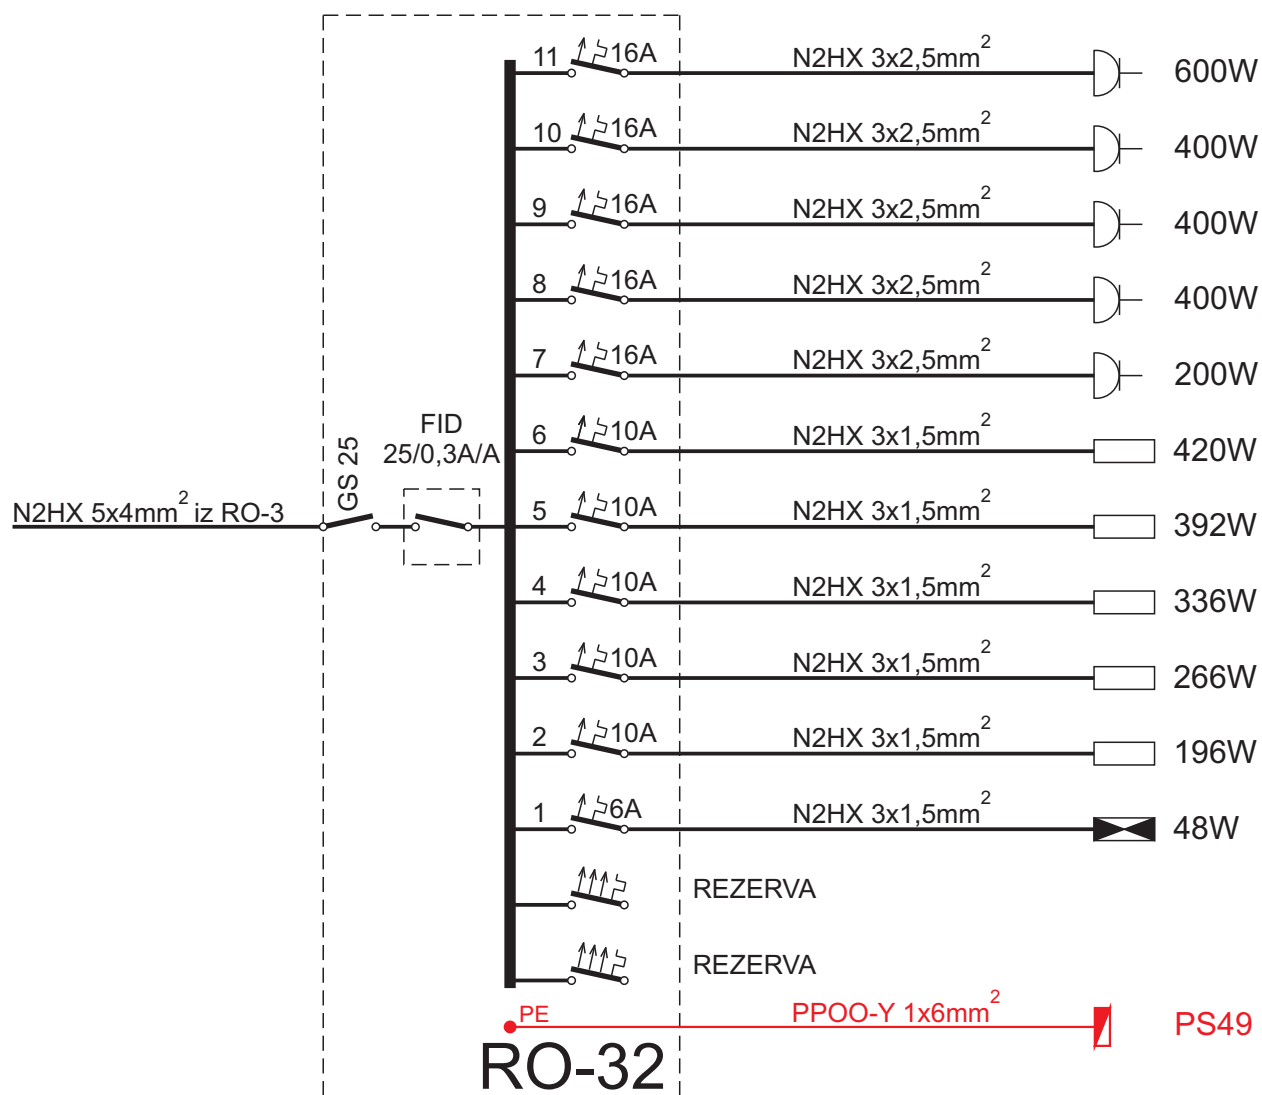 11 16A N2HX 3x2,5mm² 600W
10 16A N2HX 3x2,5mm² 400W
9 16A N2HX 3x2,5mm² 400W
8 16A N2HX 3x2,5mm² 400W
7 16A N2HX 3x2,5mm² 200W
FID
25/0,3A/A
6 10A N2HX 3x1,5mm² 420W
GS 25
N2HX 5x4mm² iz RO-3
5 10A N2HX 3x1,5mm² 392W
4 10A N2HX 3x1,5mm² 336W
3 10A N2HX 3x1,5mm² 266W
2 10A N2HX 3x1,5mm² 196W
1 6A N2HX 3x1,5mm² 48W
REZERVA
REZERVA
PE PPOO-Y 1x6mm² PS49
RO-32